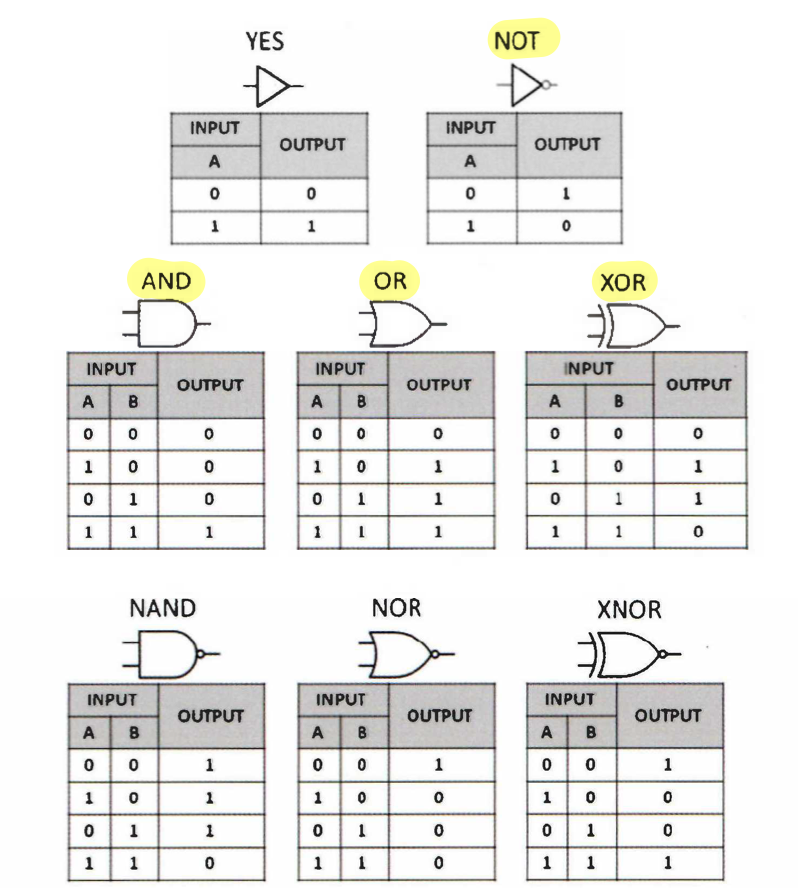 YES NOT
INPUT OUTPUT INPUT OUTPUT
A A
0 0 0 1
1 1 1 0
AND OR XOR
INPUT OUTPUT INPUT OUTPUT INPUT OUTPUT
A B A B A B
0 0 0 0 0 0 0 0 0
1 0 0 1 0 1 1 0 1
0 1 0 0 1 1 0 1 1
1 1 1 1 1 1 1 1 0
NAND NOR XNOR
INPUT OUTPUT INPUT OUTPUT INPUT OUTPUT
A B A B A B
0 0 1 0 0 1 0 0 1
1 0 1 1 0 0 1 0 0
0 1 1 0 1 0 0 1 0
1 1 0 1 1 0 1 1 1